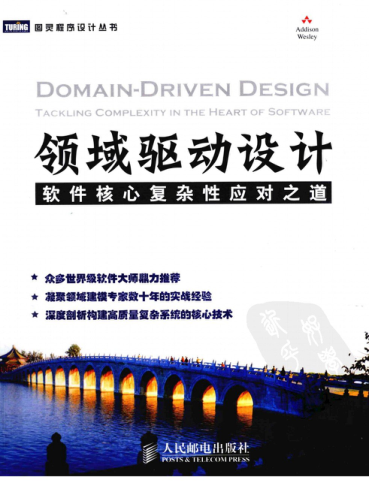 TURING 图灵程序设计丛书
Addison
Wesley
DOMAIN-DRIVEN DESIGN
TACKLING COMPLEXITY IN THE HEART OF SOFTWARE
领域驱动设计
软件核心复杂性应对之道
★ 众多世界级软件大师鼎力推荐
★ 凝聚领域建模专家数十年的实战经验
★ 深度剖析构建高质量复杂系统的核心技术
人民邮电出版社
POSTS & TELECOM PRESS